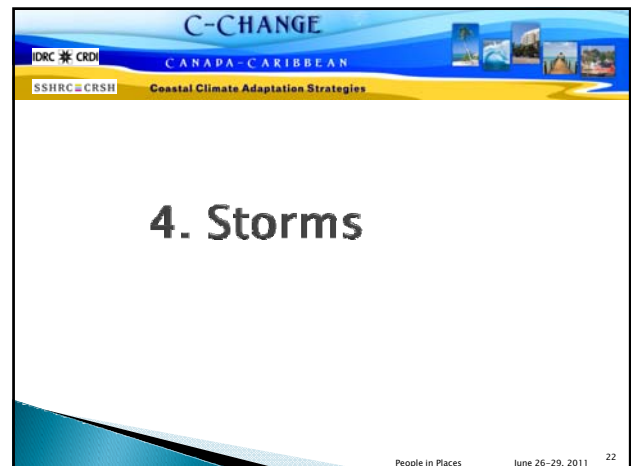 C-CHANGE
IDRC CRDI
CANADA-CARIBBEAN
SSHRC CRSH
Coastal Climate Adaptation Strategies
4. Storms
People in Places June 26-29, 2011 22